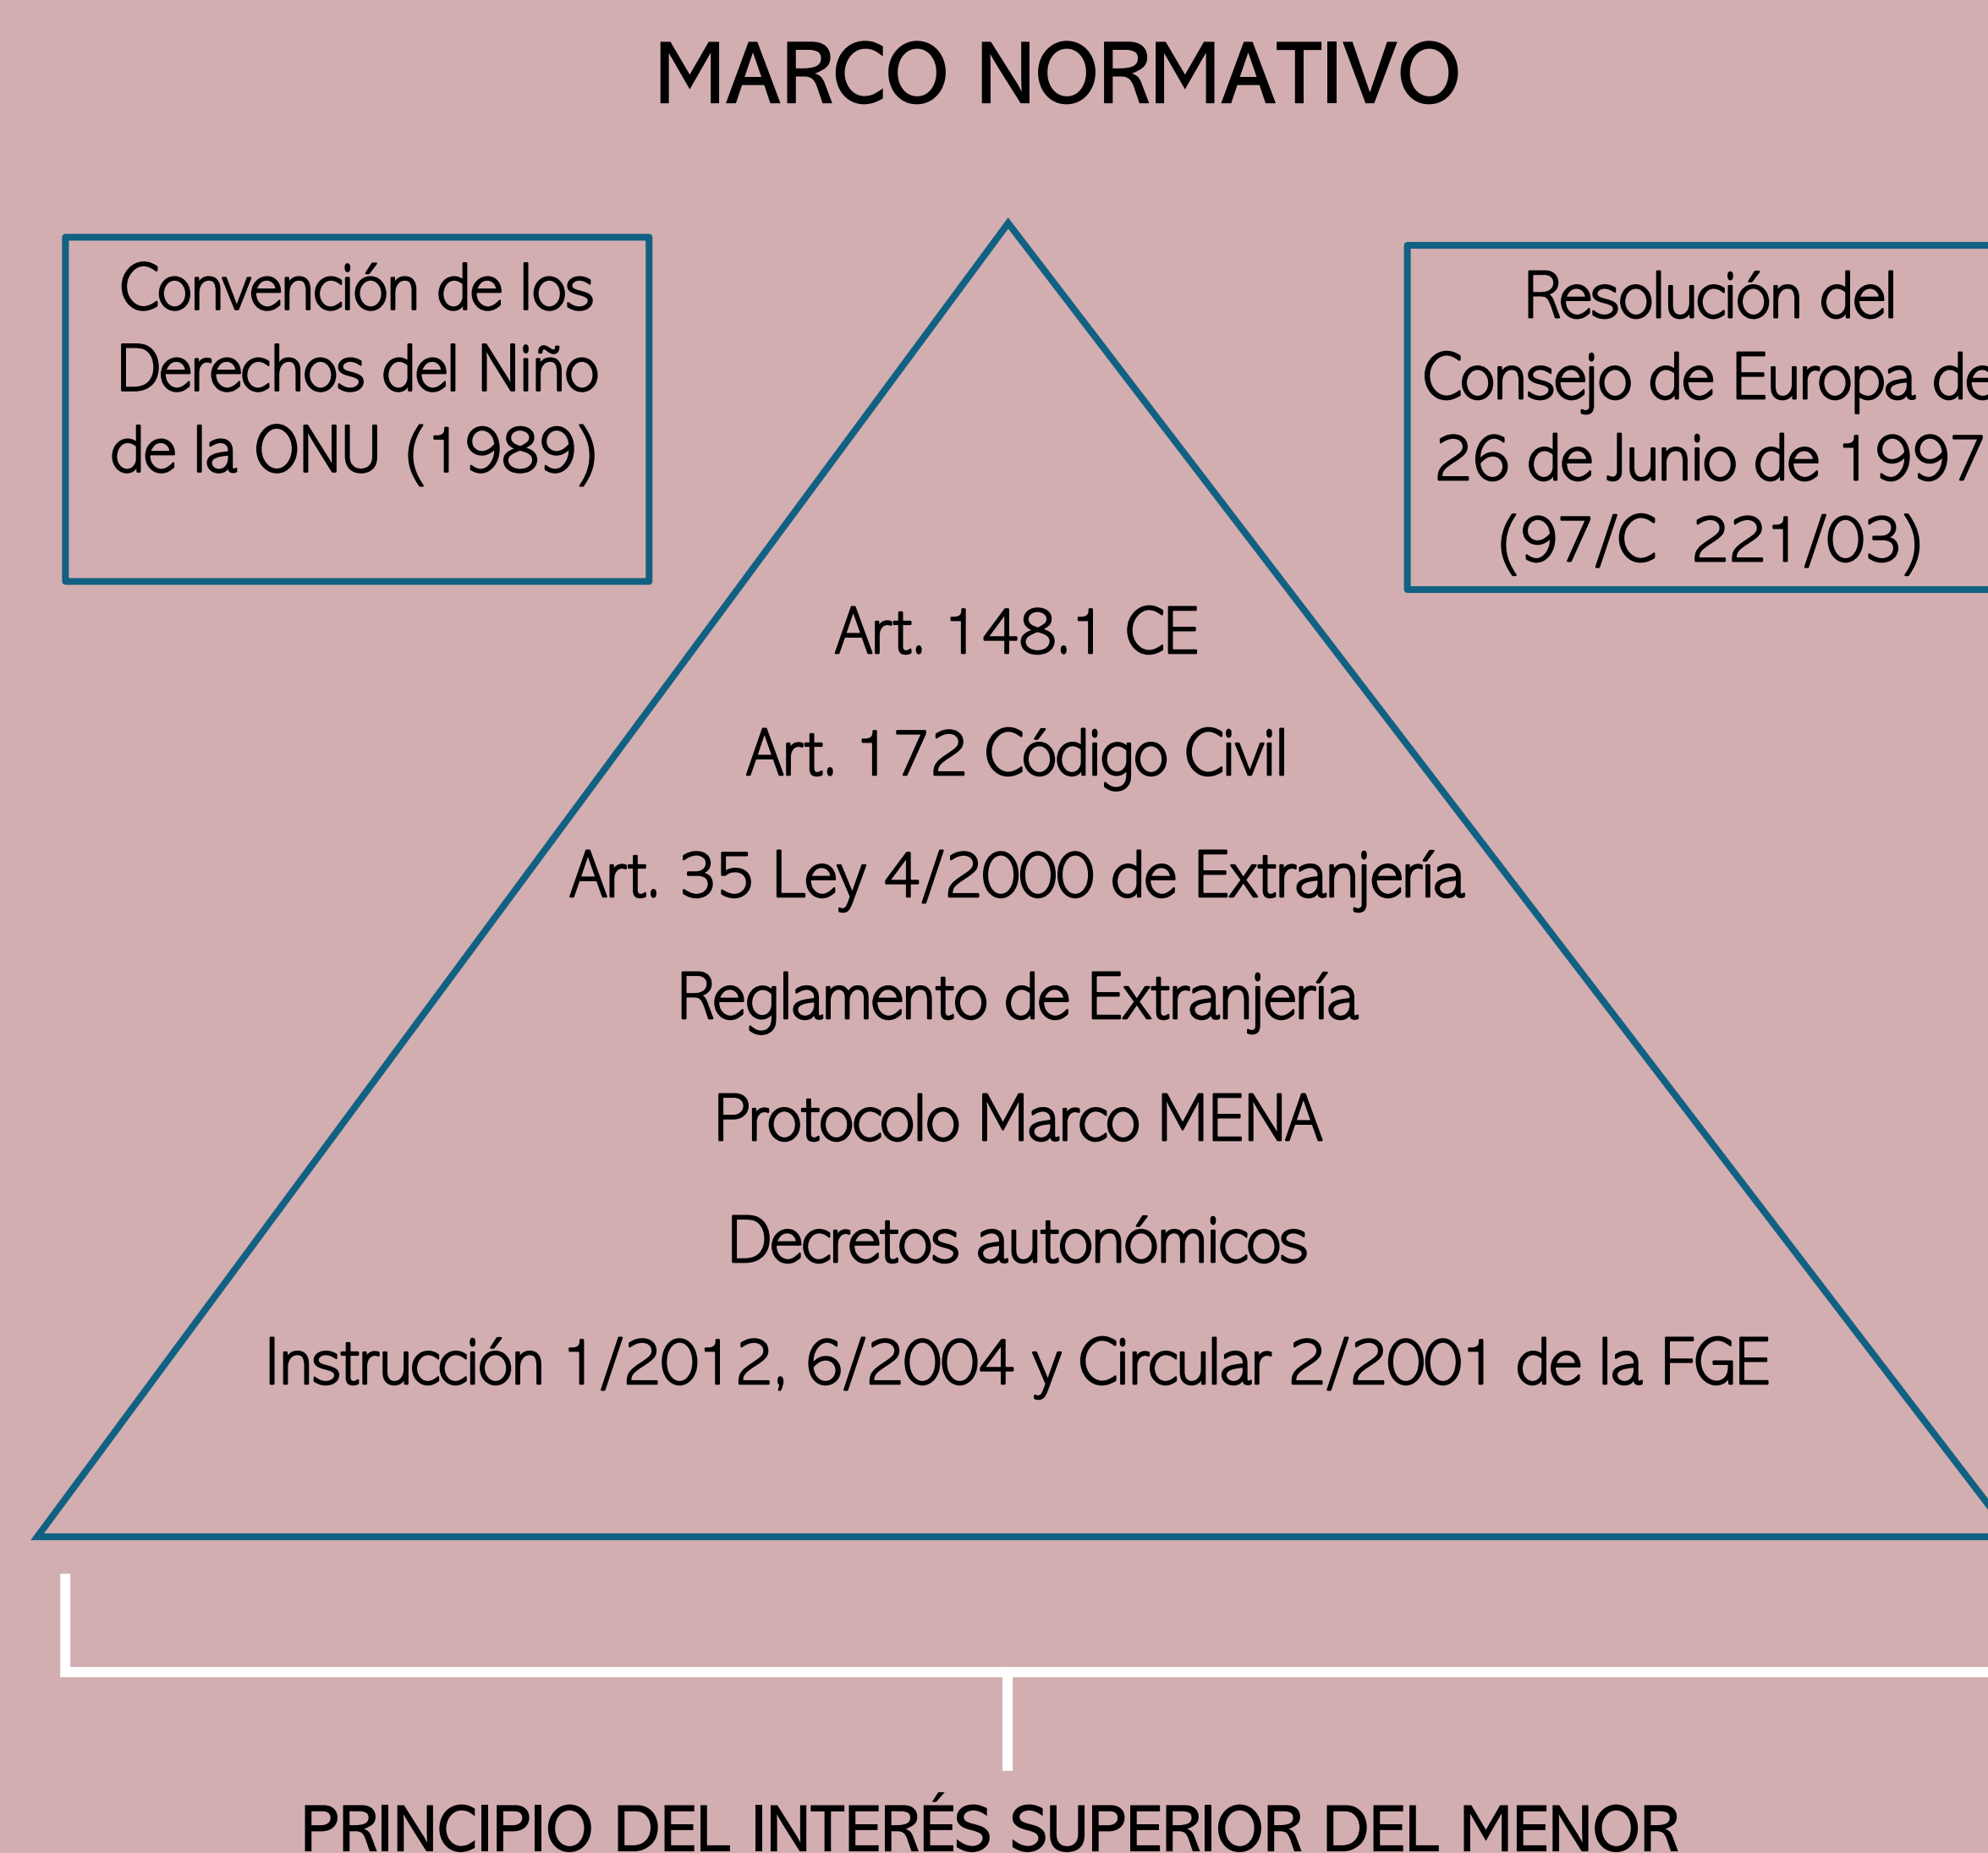 MARCO NORMATIVO
Convención de los
Derechos del Niño
de la ONU (1989)
Resolución del
Consejo de Europa de
26 de Junio de 1997
(97/C 221/03)
Art. 148.1 CE
Art. 172 Código Civil
Art. 35 Ley 4/2000 de Extranjería
Reglamento de Extranjería
Protocolo Marco MENA
Decretos autonómicos
Instrucción 1/2012, 6/2004 y Circular 2/2001 de la FGE
PRINCIPIO DEL INTERÉS SUPERIOR DEL MENOR